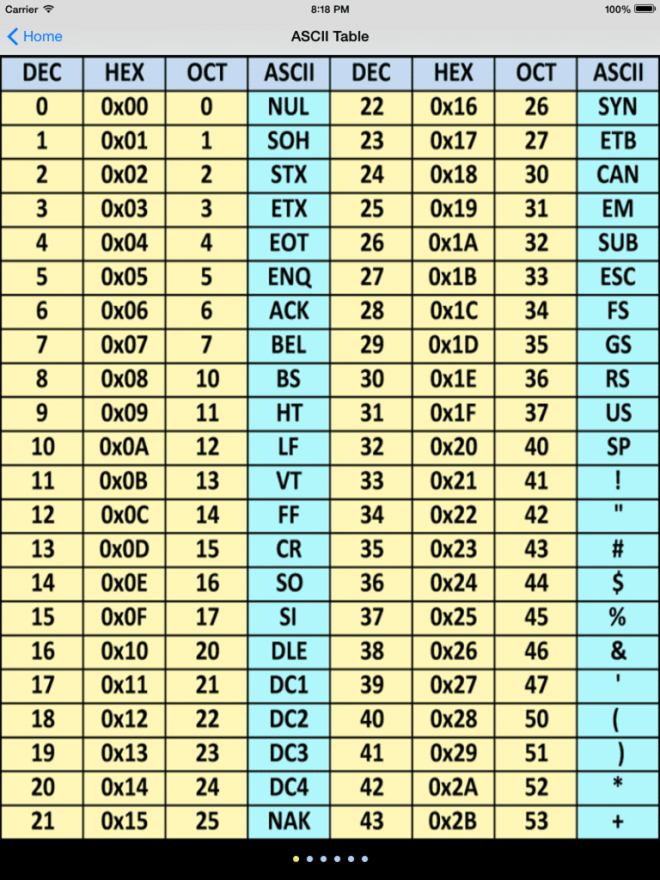 Carrier 8:18 PM 100%
Home ASCII Table
DEC HEX OCT ASCII DEC HEX OCT ASCII
0 0x00 0 NUL 22 0x16 26 SYN
1 0x01 1 SOH 23 0x17 27 ETB
2 0x02 2 STX 24 0x18 30 CAN
3 0x03 3 ETX 25 0x19 31 EM
4 0x04 4 EOT 26 0x1A 32 SUB
5 0x05 5 ENQ 27 0x1B 33 ESC
6 0x06 6 ACK 28 0x1C 34 FS
7 0x07 7 BEL 29 0x1D 35 GS
8 0x08 10 BS 30 0x1E 36 RS
9 0x09 11 HT 31 0x1F 37 US
10 0x0A 12 LF 32 0x20 40 SP
11 0x0B 13 VT 33 0x21 41 !
12 0x0C 14 FF 34 0x22 42 "
13 0x0D 15 CR 35 0x23 43 #
14 0x0E 16 SO 36 0x24 44 $
15 0x0F 17 SI 37 0x25 45 %
16 0x10 20 DLE 38 0x26 46 &
17 0x11 21 DC1 39 0x27 47 '
18 0x12 22 DC2 40 0x28 50 (
19 0x13 23 DC3 41 0x29 51 )
20 0x14 24 DC4 42 0x2A 52 *
21 0x15 25 NAK 43 0x2B 53 +